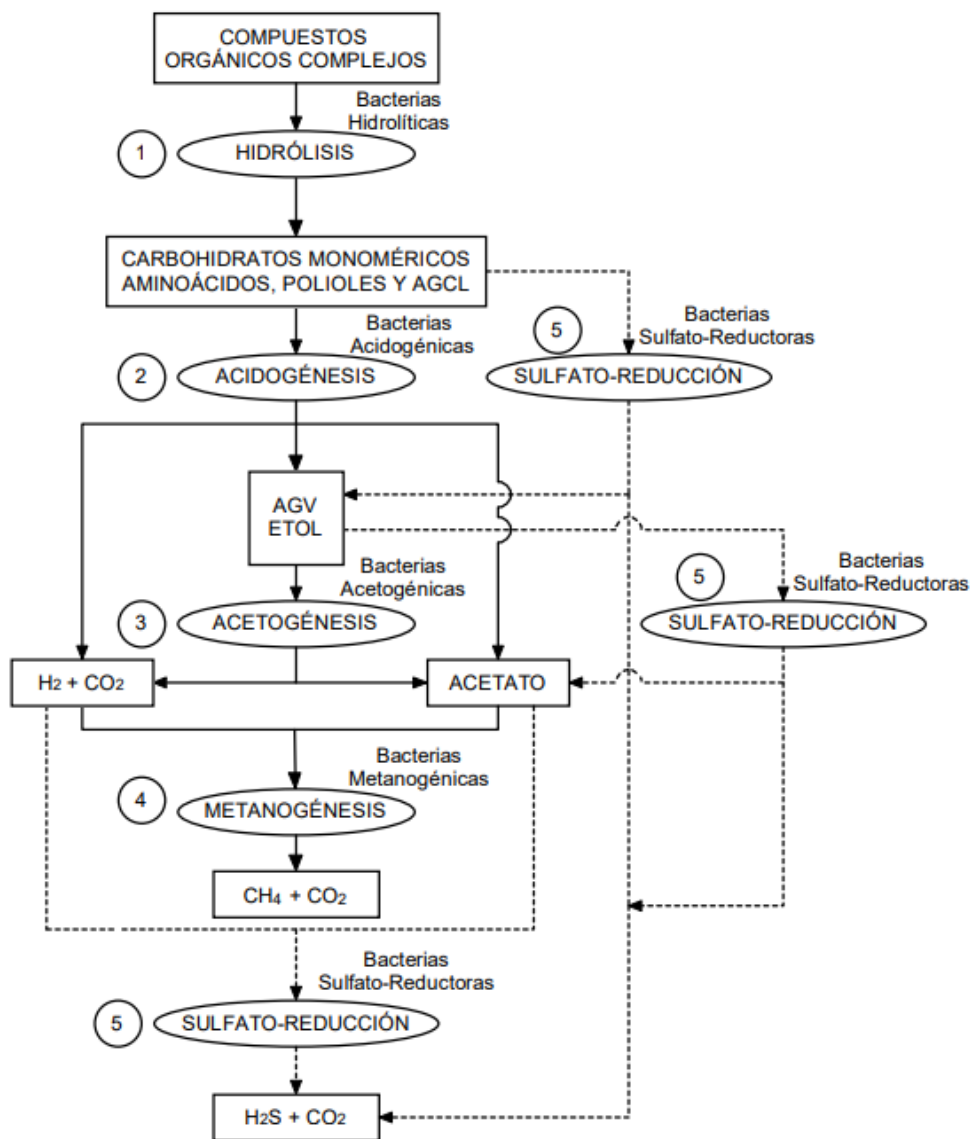 COMPUESTOS
ORGÁNICOS COMPLEJOS
Bacterias
Hidrolíticas
1
HIDRÓLISIS
CARBOHIDRATOS MONOMÉRICOS
AMINOÁCIDOS, POLIOLES Y AGCL
Bacterias
Acidogénicas
2
ACIDOGÉNESIS
Bacterias
Sulfato-Reductoras
5
SULFATO-REDUCCIÓN
AGV
ETOL
Bacterias
Acetogénicas
3
ACETOGÉNESIS
Bacterias
Sulfato-Reductoras
5
SULFATO-REDUCCIÓN
H2 + CO2
ACETATO
Bacterias
Metanogénicas
4
METANOGÉNESIS
CH4 + CO2
Bacterias
Sulfato-Reductoras
5
SULFATO-REDUCCIÓN
H2S + CO2